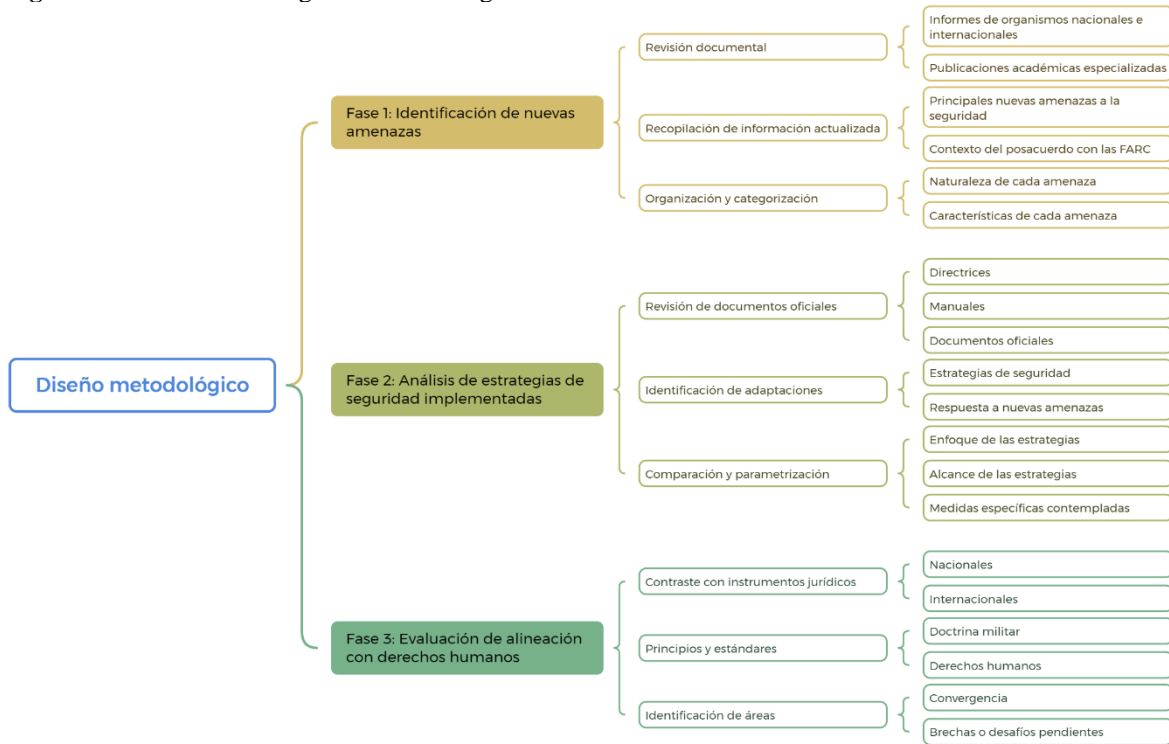 Informes de organismos nacionales e
internacionales
Revisión documental
Publicaciones académicas especializadas
Fase 1: Identificación de nuevas
amenazas
Principales nuevas amenazas a la
seguridad
Recopilación de información actualizada
Contexto del posacuerdo con las FARC
Naturaleza de cada amenaza
Organización y categorización
Características de cada amenaza
Directrices
Revisión de documentos oficiales
Manuales
Documentos oficiales
Diseño metodológico
Fase 2: Análisis de estrategias de
seguridad implementadas
Estrategias de seguridad
Identificación de adaptaciones
Respuesta a nuevas amenazas
Enfoque de las estrategias
Comparación y parametrización
Alcance de las estrategias
Medidas específicas contempladas
Nacionales
Contraste con instrumentos jurídicos
Internacionales
Fase 3: Evaluación de alineación
con derechos humanos
Doctrina militar
Principios y estándares
Derechos humanos
Convergencia
Identificación de áreas
Brechas o desafíos pendientes